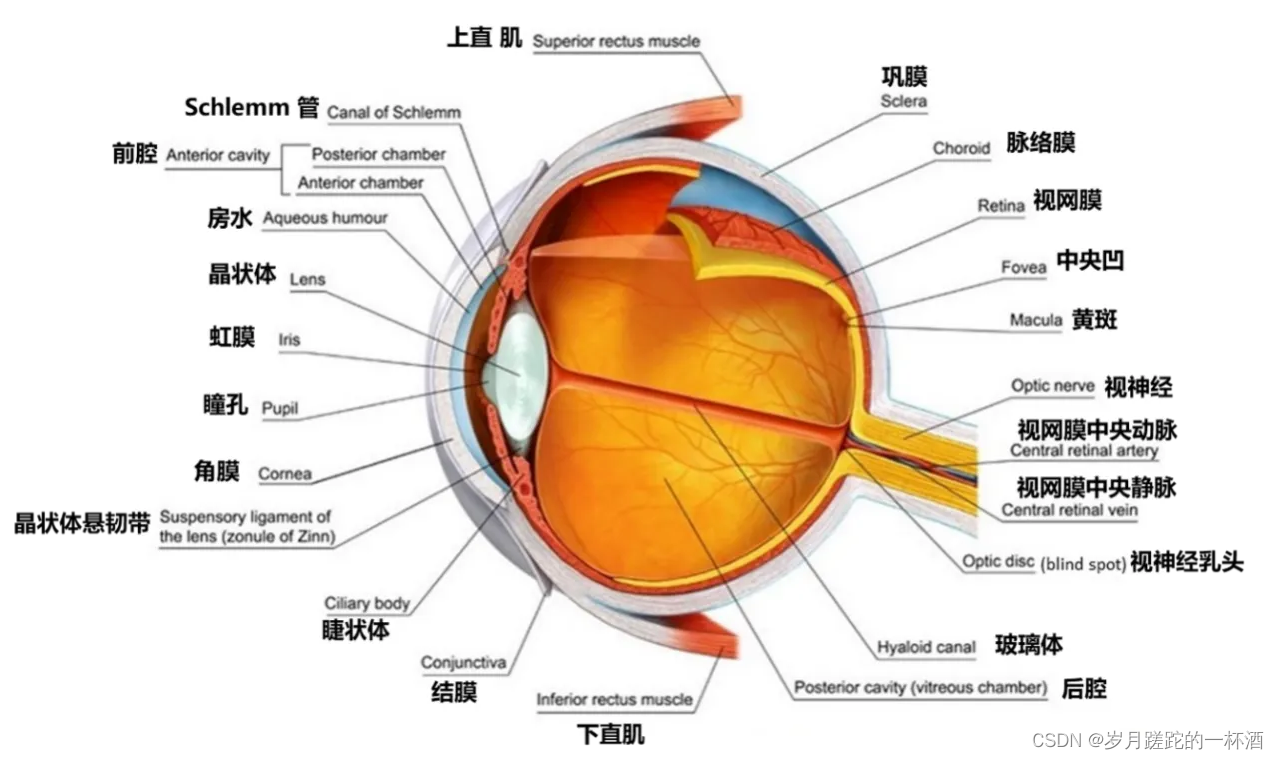 上直 肌 Superior rectus muscle
Schlemm 管 Canal of Schlemm
前腔 Anterior cavity
Posterior chamber
Anterior chamber
房水 Aqueous humour
晶状体 Lens
虹膜 Iris
瞳孔 Pupil
角膜 Cornea
晶状体悬韧带 Suspensory ligament of
the lens (zonule of Zinn)
Ciliary body
睫状体
Conjunctiva
结膜
Inferior rectus muscle
下直肌
巩膜
Sclera
Choroid 脉络膜
Retina 视网膜
Fovea 中央凹
Macula 黄斑
Optic nerve 视神经
视网膜中央动脉
Central retinal artery
视网膜中央静脉
Central retinal vein
Optic disc (blind spot) 视神经乳头
Hyaloid canal 玻璃体
Posterior cavity (vitreous chamber) 后腔
CSDN @岁月蹉跎的一杯酒